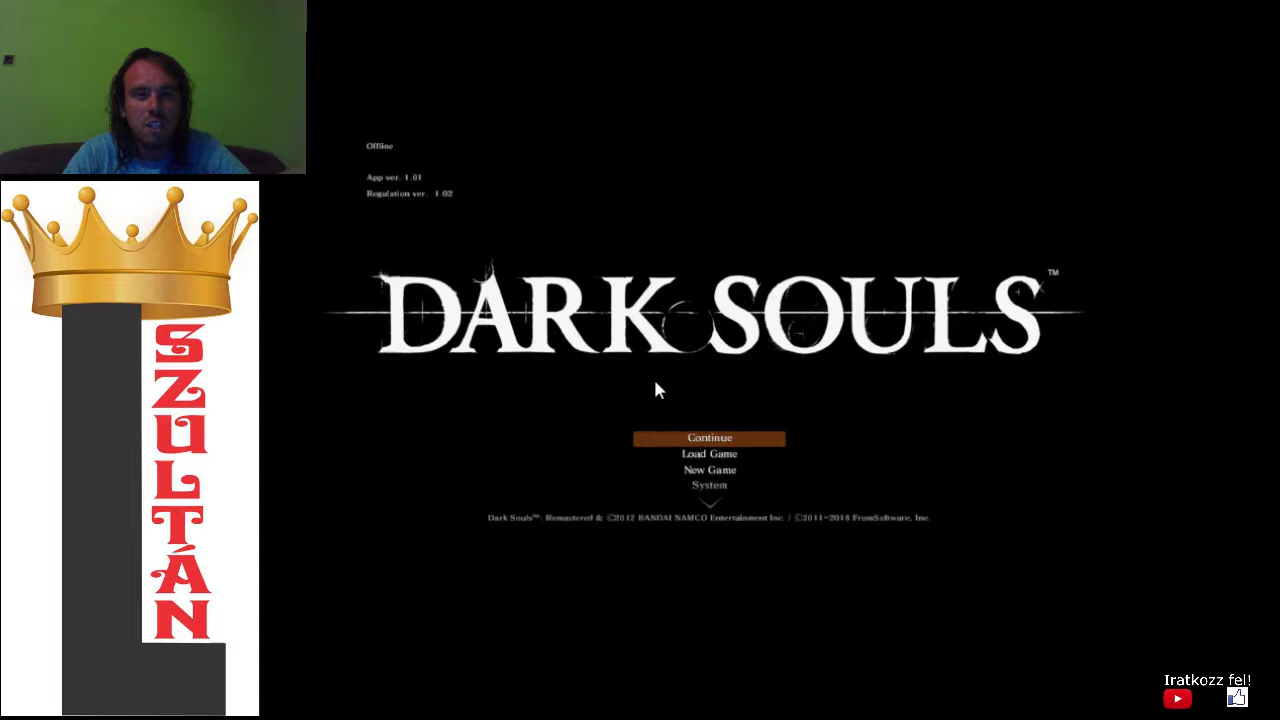 Offline
App ver. 1.01
Regulation ver. 1.02
DARK SOULS™
Continue
Load Game
New Game
System
Dark Souls™: Remastered & ©2012 BANDAI NAMCO Entertainment Inc. / ©2011-2018 FromSoftware, Inc.
L
SZULTÁN
Iratkozz fel!